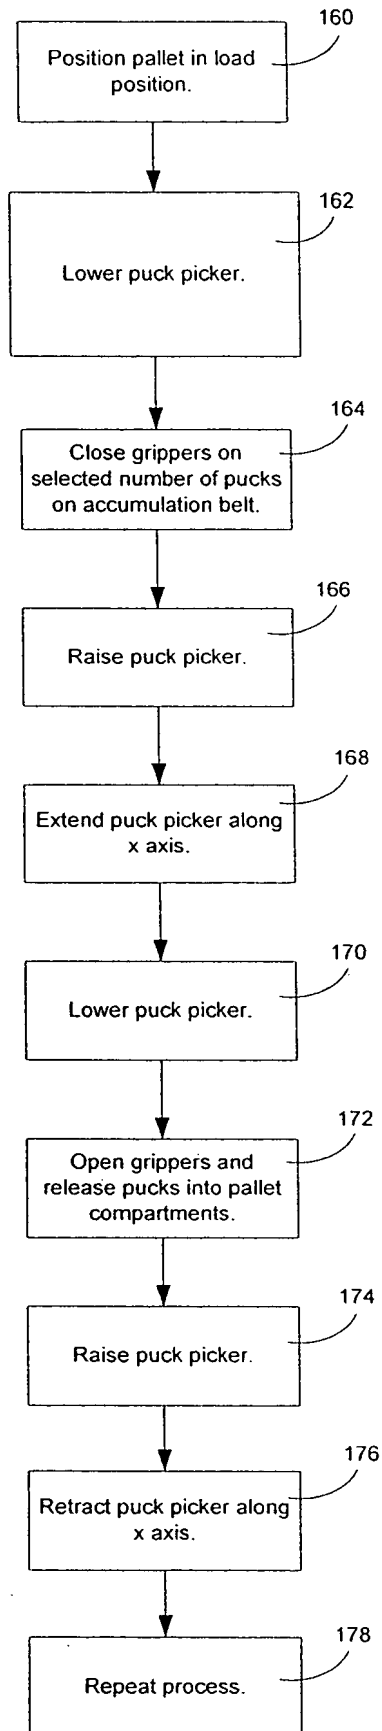 160
Position pallet in load
position.
162
Lower puck picker.
164
Close grippers on
selected number of pucks
on accumulation belt.
166
Raise puck picker.
168
Extend puck picker along
x axis.
170
Lower puck picker.
172
Open grippers and
release pucks into pallet
compartments.
174
Raise puck picker.
176
Retract puck picker along
x axis.
178
Repeat process.